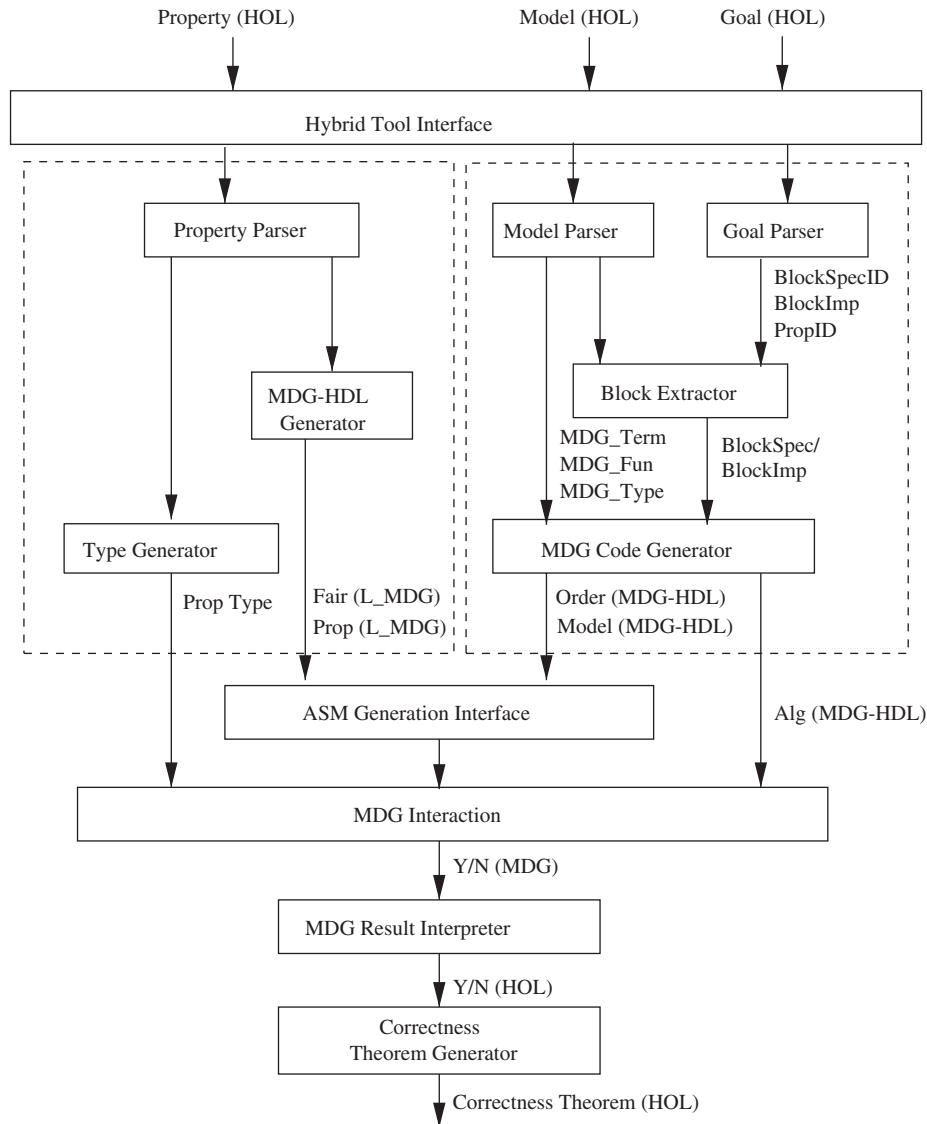 Property (HOL)
Model (HOL)
Goal (HOL)
Hybrid Tool Interface
Property Parser
Model Parser
Goal Parser
BlockSpecID
BlockImp
PropID
MDG-HDL
Generator
Block Extractor
MDG_Term
MDG_Fun
MDG_Type
BlockSpec/
BlockImp
Type Generator
MDG Code Generator
Prop Type
Fair (L_MDG)
Prop (L_MDG)
Order (MDG-HDL)
Model (MDG-HDL)
ASM Generation Interface
Alg (MDG-HDL)
MDG Interaction
Y/N (MDG)
MDG Result Interpreter
Y/N (HOL)
Correctness
Theorem Generator
Correctness Theorem (HOL)